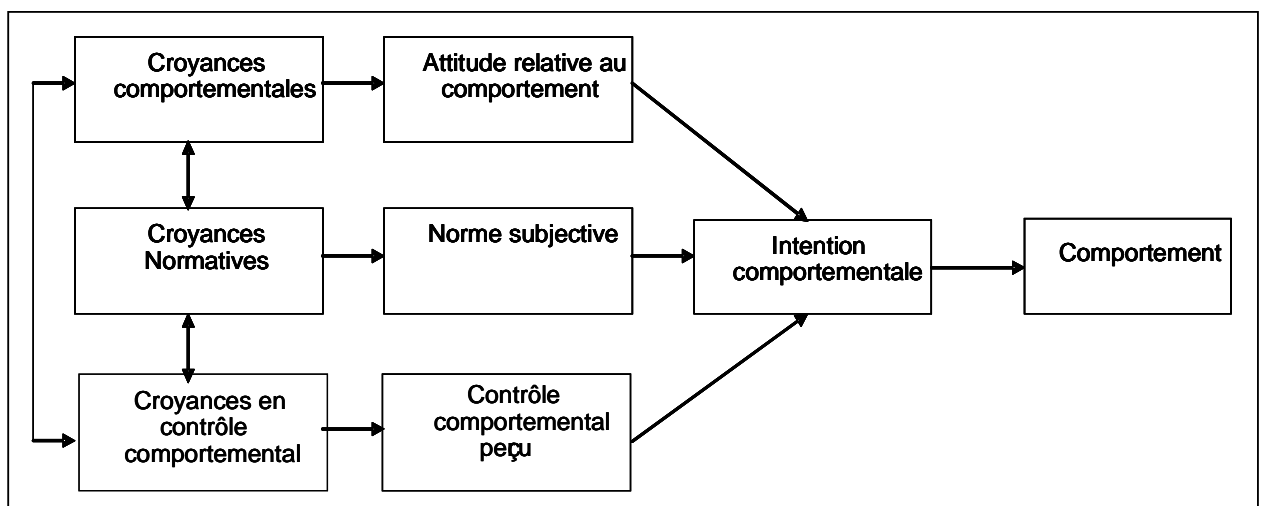 Croyances
comportementales
Attitude relative au
comportement
Croyances
Normatives
Norme subjective
Intention
comportementale
Comportement
Croyances en
contrôle
comportemental
Contrôle
comportemental
perçu